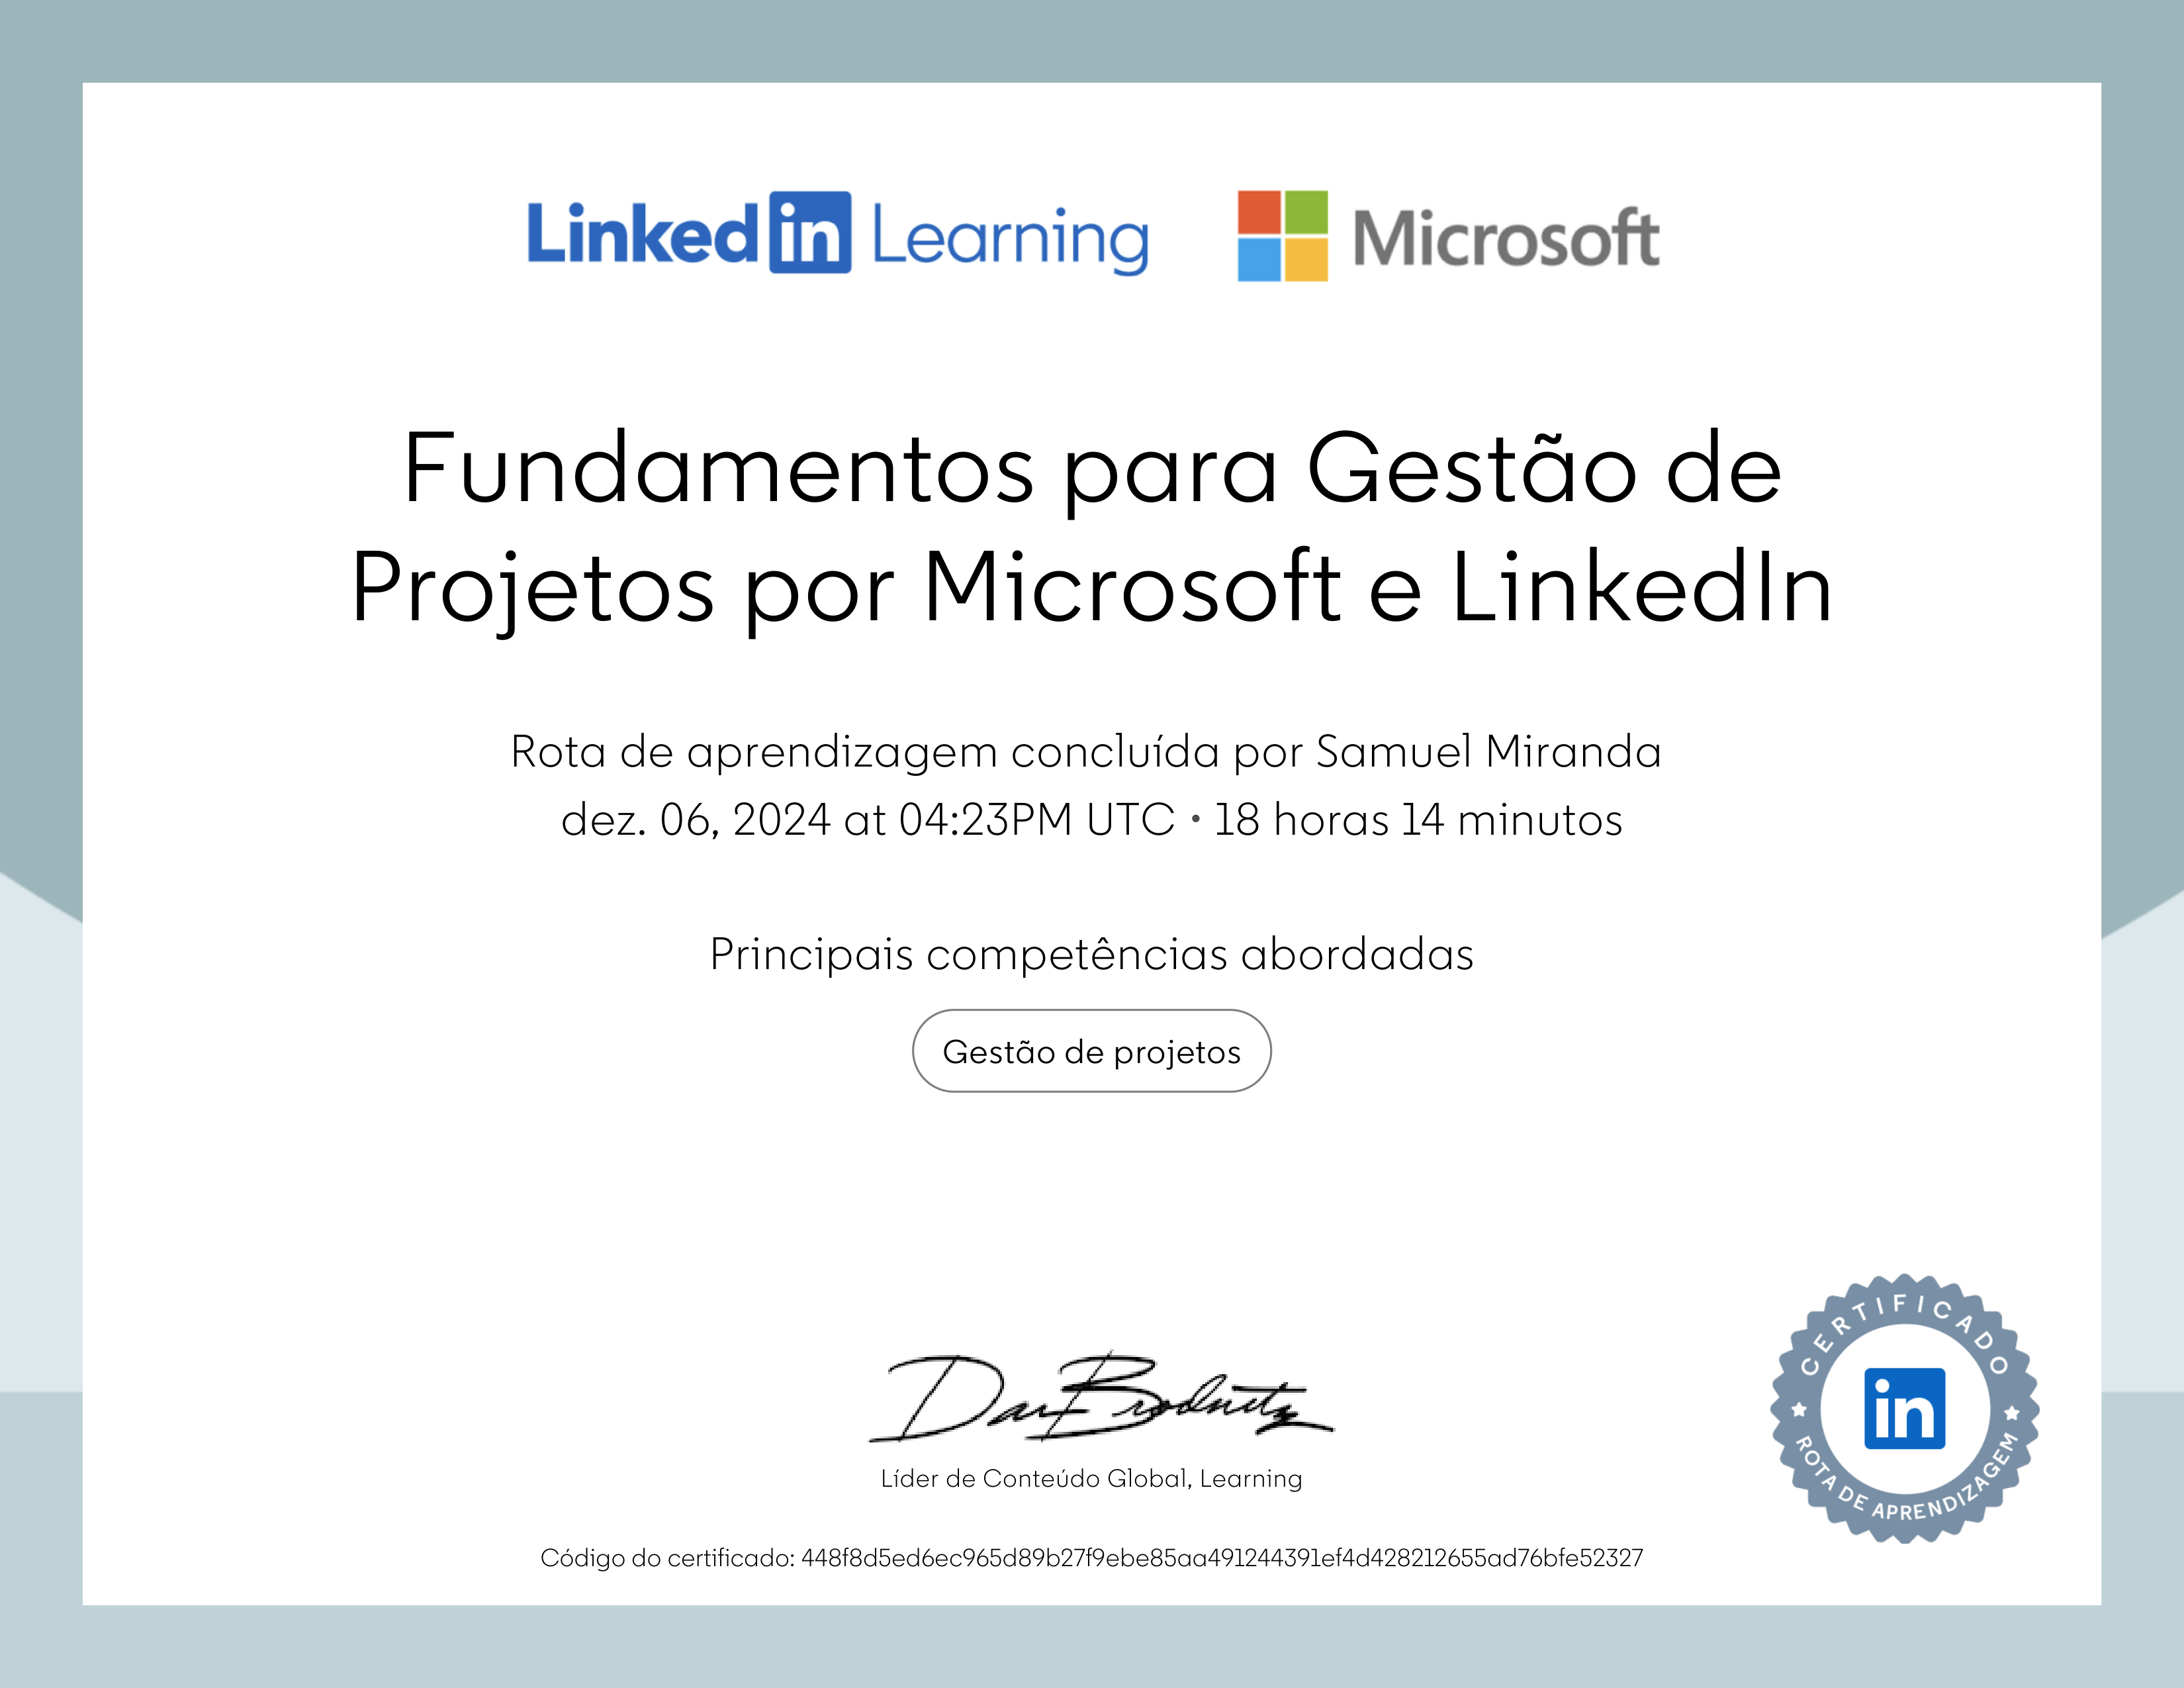 LinkedIn Learning Microsoft
Fundamentos para Gestão de
Projetos por Microsoft e LinkedIn
Rota de aprendizagem concluída por Samuel Miranda
dez. 06, 2024 at 04:23PM UTC • 18 horas 14 minutos
Principais competências abordadas
Gestão de projetos
Dan Brodnitz
Líder de Conteúdo Global, Learning
Código do certificado: 448f8d5ed6ec965d89b27f9ebe85aa491244391ef4d428212655ad76bfe52327
CERTIFICADO
in
ROTA DE APRENDIZAGEM